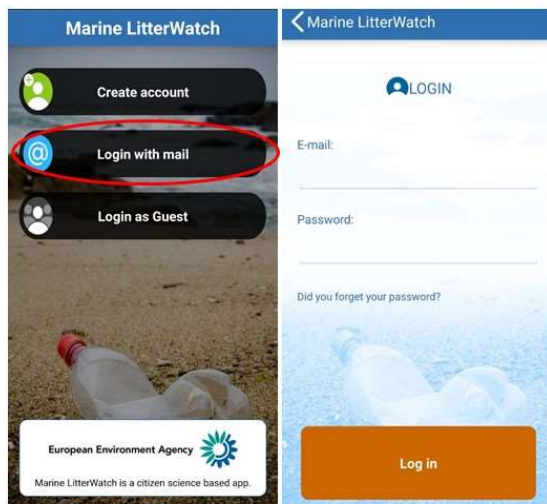 Marine LitterWatch
Create account
@
Login with mail
Login as Guest
European Environment Agency
Marine LitterWatch is a citizen science based app.
Marine LitterWatch
LOGIN
E-mail:
Password:
Did you forget your password?
Log in